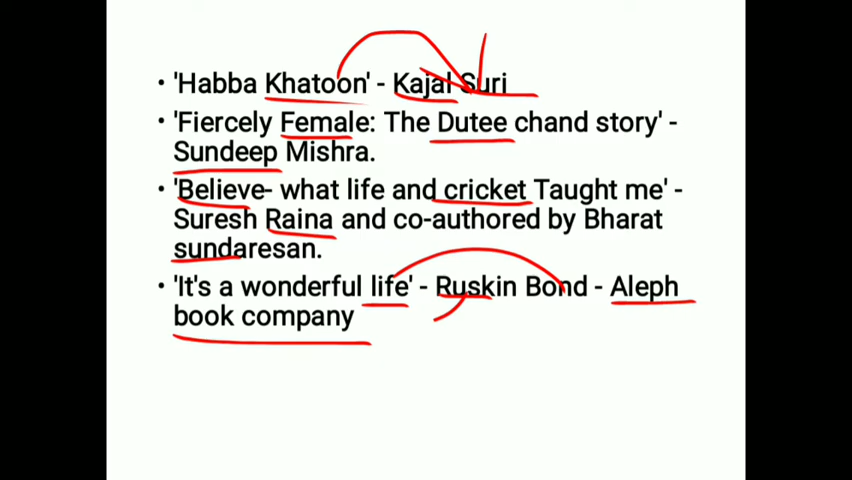 • 'Habba Khatoon' - Kajal Suri
• 'Fiercely Female: The Dutee chand story' -
Sundeep Mishra.
• 'Believe- what life and cricket Taught me' -
Suresh Raina and co-authored by Bharat
sundaresan.
• 'It's a wonderful life' - Ruskin Bond - Aleph
book company